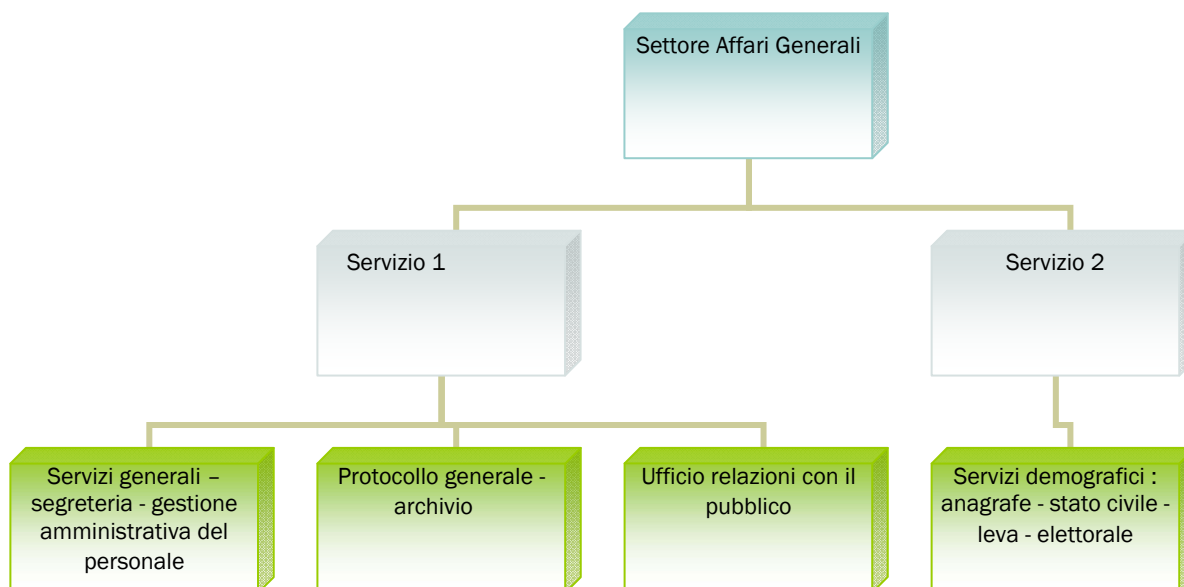 Settore Affari Generali
Servizio 1
Servizio 2
Servizi generali –
segreteria - gestione
amministrativa del
personale
Protocollo generale -
archivio
Ufficio relazioni con il
pubblico
Servizi demografici :
anagrafe - stato civile -
leva - elettorale